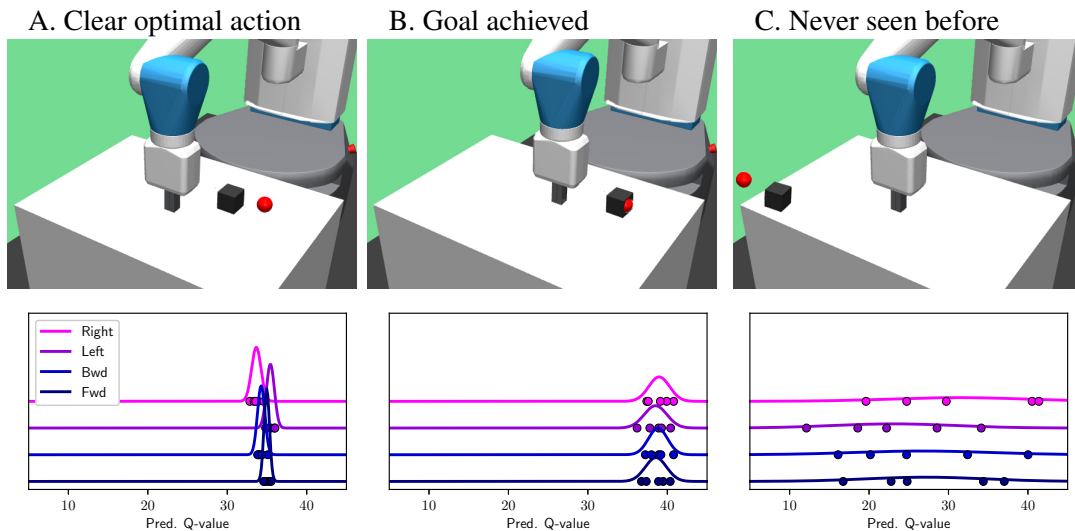 A. Clear optimal action
B. Goal achieved
C. Never seen before
Right
Left
Bwd
Fwd
10 20 30 40
Pred. Q-value
10 20 30 40
Pred. Q-value
10 20 30 40
Pred. Q-value